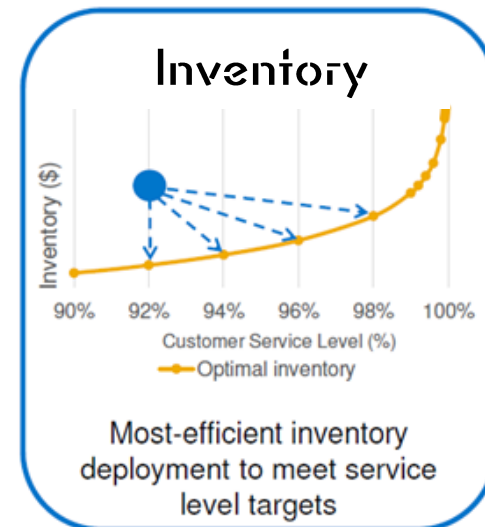 Inventory
Inventory ($)
90% 92% 94% 96% 98% 100%
Customer Service Level (%)
Optimal inventory
Most-efficient inventory
deployment to meet service
level targets